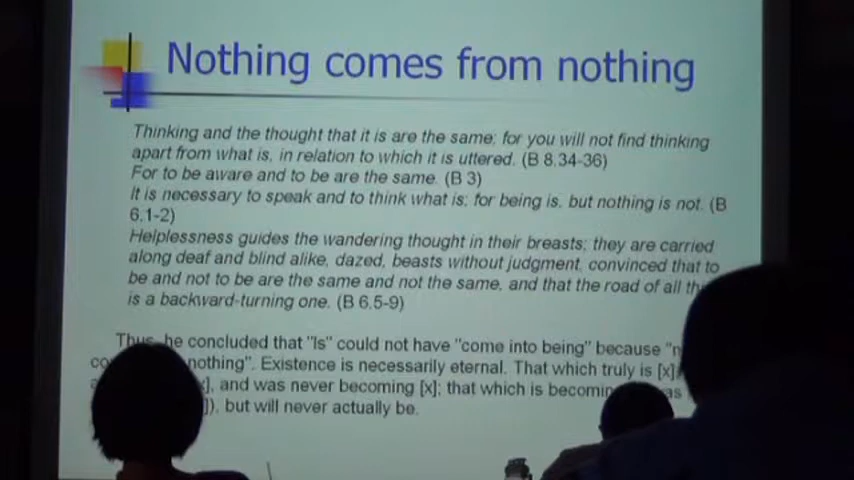 Nothing comes from nothing
Thinking and the thought that it is are the same; for you will not find thinking
apart from what is, in relation to which it is uttered. (B 8.34-36)
For to be aware and to be are the same. (B 3)
It is necessary to speak and to think what is; for being is, but nothing is not. (B
6.1-2)
Helplessness guides the wandering thought in their breasts; they are carried
along deaf and blind alike, dazed, beasts without judgment, convinced that to
be and not to be are the same and not the same, and that the road of all
is a backward-turning one. (B 6.5-9)
Thus, he concluded that "Is" could not have "come into being" because
nothing". Existence is necessarily eternal. That which truly is [x]
, and was never becoming [x]; that which is becoming
, but will never actually be.